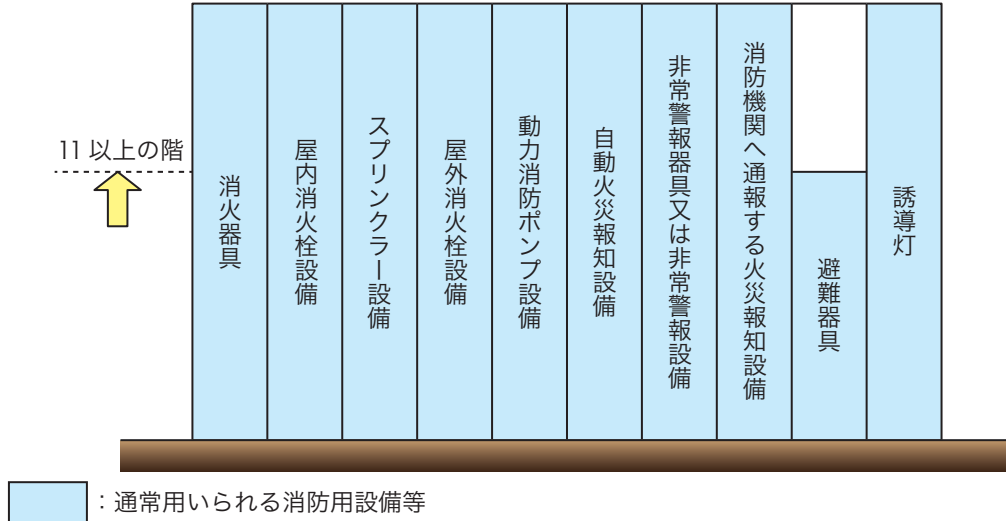 11 以上の階
消火器具
屋内消火栓設備
スプリンクラー設備
屋外消火栓設備
動力消防ポンプ設備
自動火災報知設備
非常警報器具又は非常警報設備
消防機関へ通報する火災報知設備
避難器具
誘導灯
：通常用いられる消防用設備等